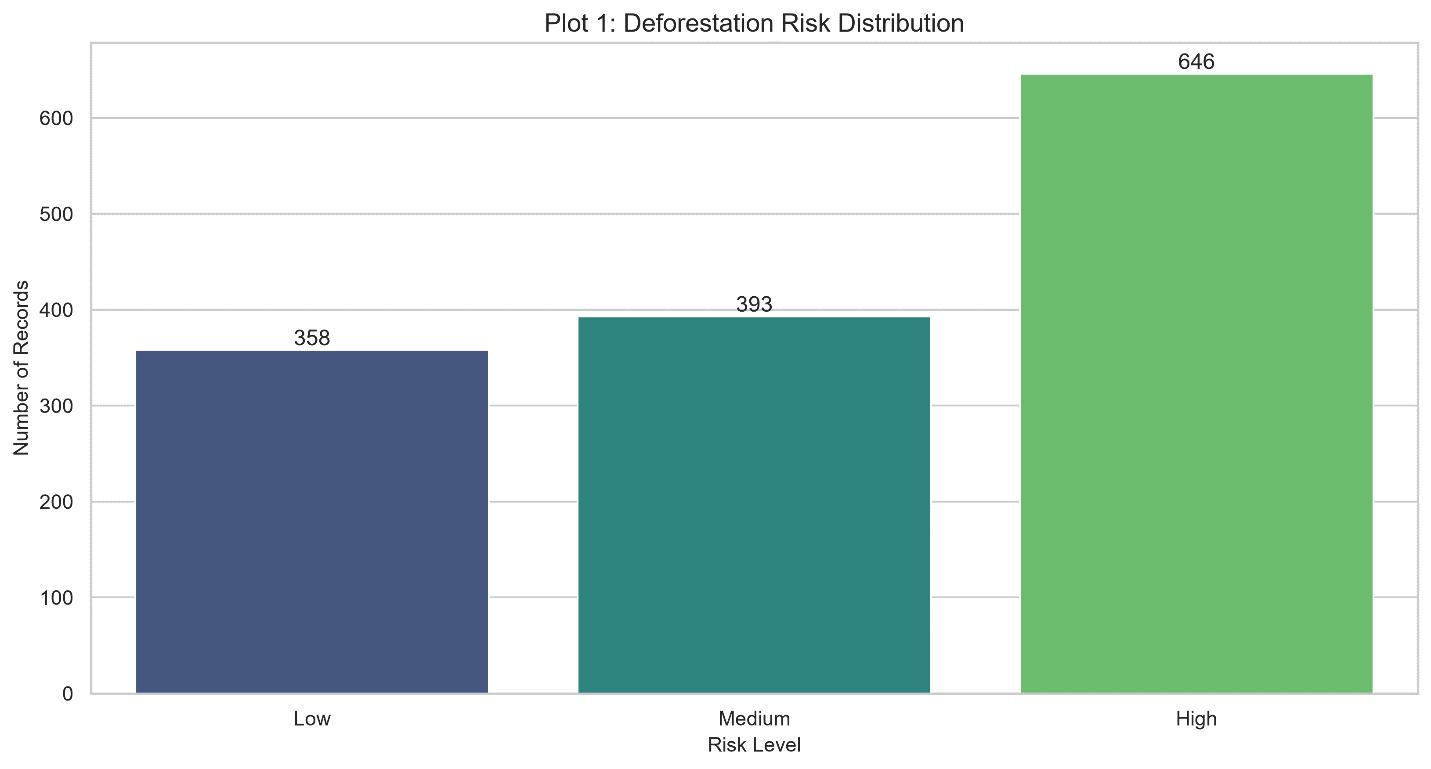 Plot 1: Deforestation Risk Distribution
646
600
500
400
393
358
300
200
100
0
Number of Records
Low
Medium
High
Risk Level